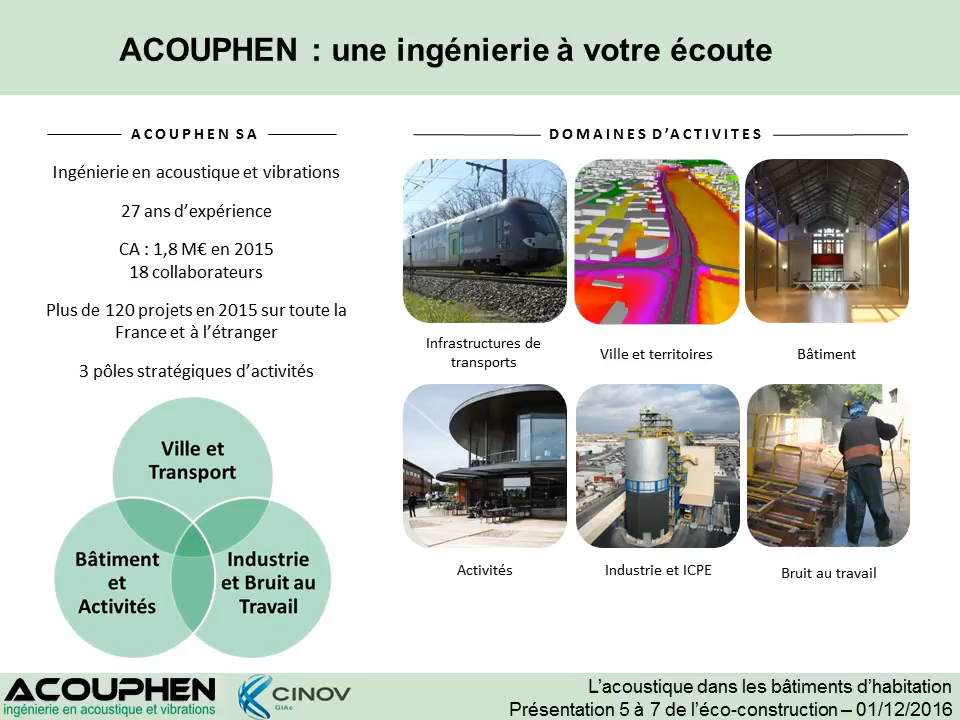 ACOUPHEN : une ingénierie à votre écoute
ACOUPHEN SA
Ingénierie en acoustique et vibrations
27 ans d’expérience
CA : 1,8 M€ en 2015
18 collaborateurs
Plus de 120 projets en 2015 sur toute la
France et à l’étranger
3 pôles stratégiques d’activités
Ville et
Transport
Bâtiment
et
Activités
Industrie
et Bruit au
Travail
DOMAINES D’ACTIVITES
Infrastructures de
transports
Ville et territoires
Bâtiment
Activités
Industrie et ICPE
Bruit au travail
ACOUPHEN
ingénierie en acoustique et vibrations
CINOV
GIAc
L’acoustique dans les bâtiments d’habitation
Présentation 5 à 7 de l’éco-construction – 01/12/2016